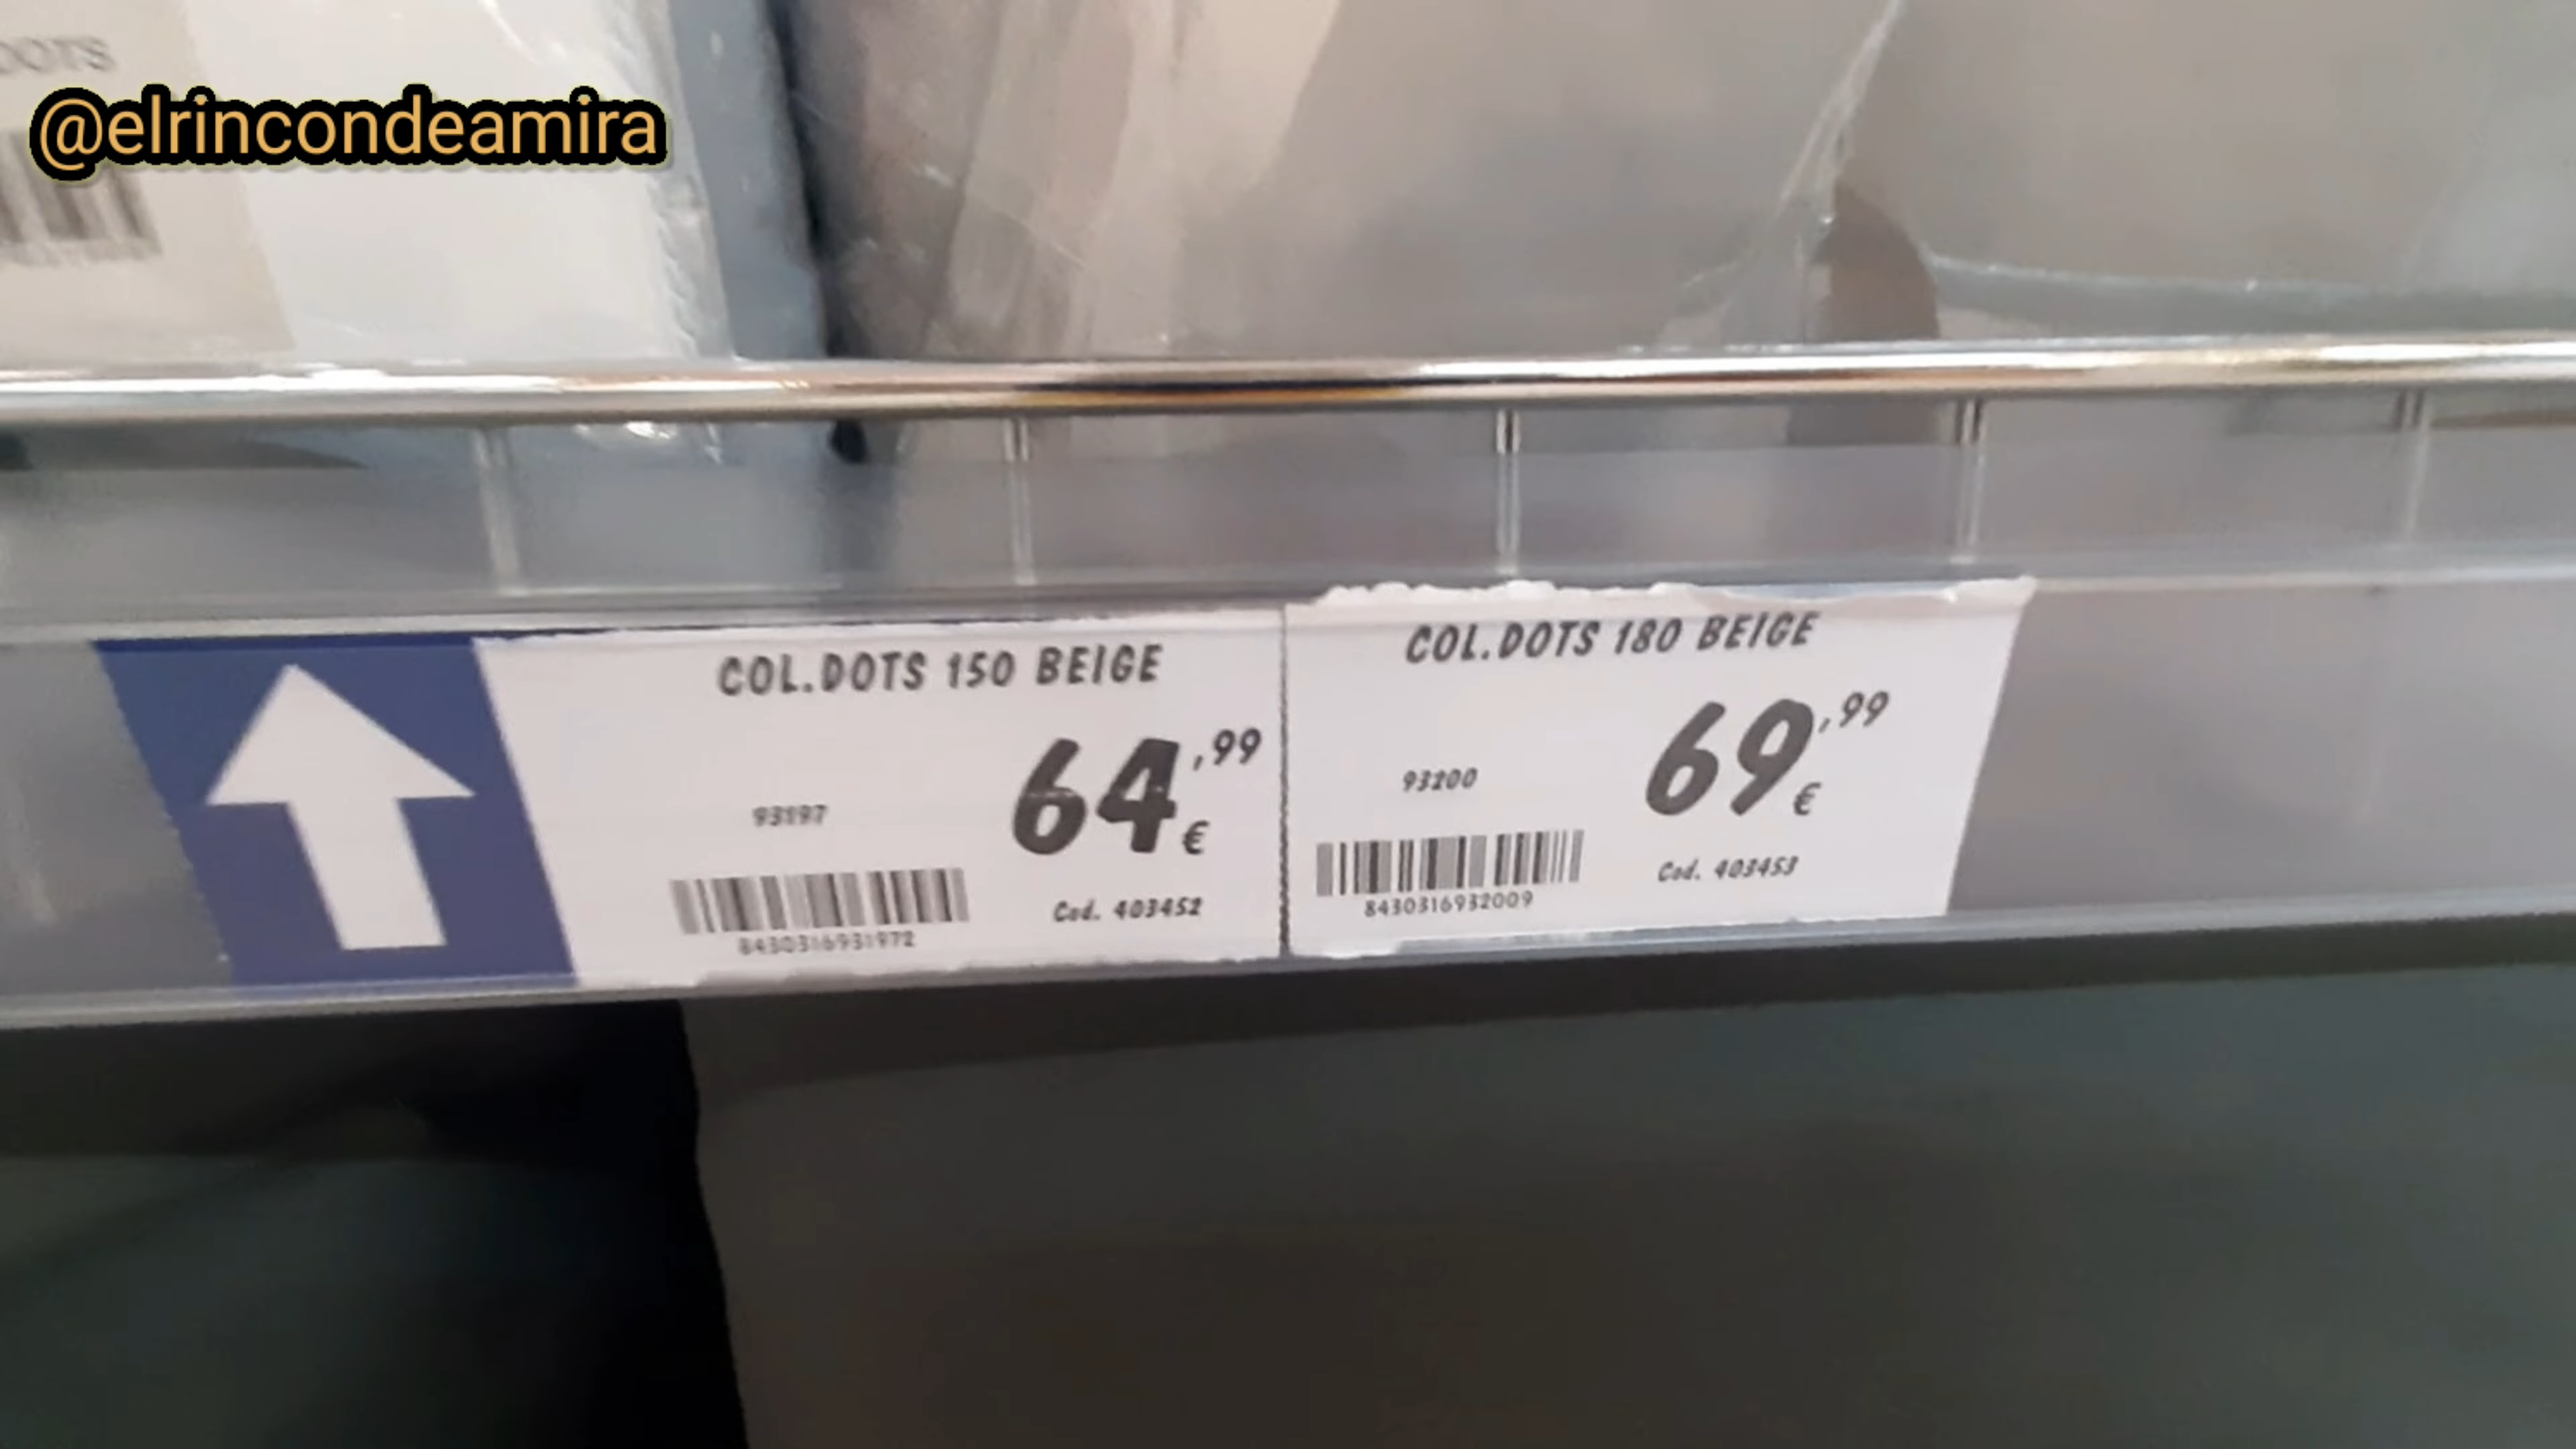 DOTS
@elrincondeamira
COL.DOTS 150 BEIGE
64,99
€
93197
8430316931972
Cod. 403452
COL.DOTS 180 BEIGE
69,99
€
93200
8430316932009
Cod. 403453